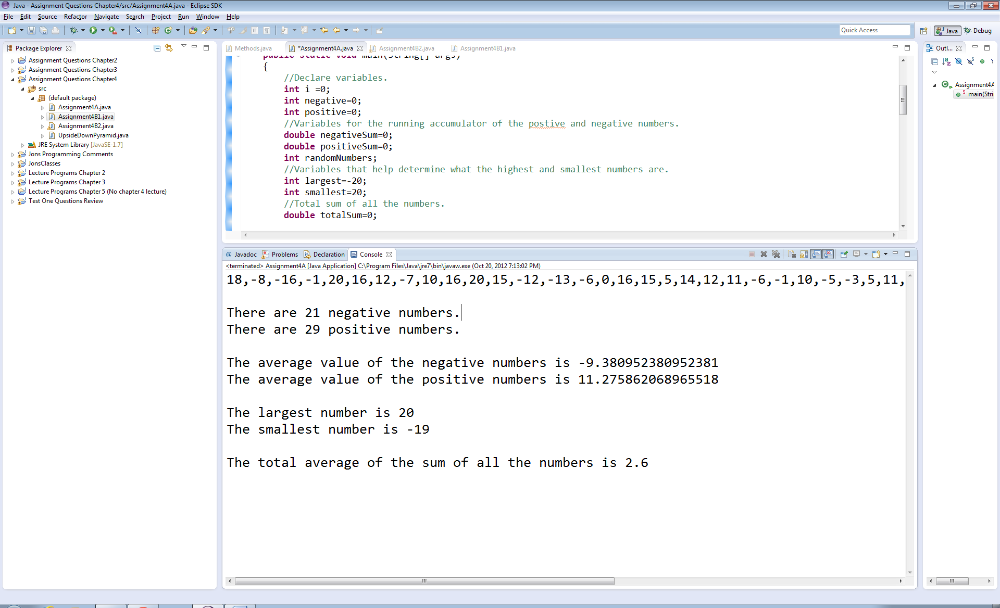 Java - Assignment Questions Chapter4/src/Assignment4A.java - Eclipse SDK
File Edit Source Refactor Navigate Search Project Run Window Help
Quick Access
Java
Debug
Package Explorer
Assignment Questions Chapter2
Assignment Questions Chapter3
Assignment Questions Chapter4
src
(default package)
Assignment4A.java
Assignment4B1.java
Assignment4B2.java
UpsideDownPyramid.java
JRE System Library [JavaSE-1.7]
Jons Programming Comments
JonsClasses
Lecture Programs Chapter 2
Lecture Programs Chapter 3
Lecture Programs Chapter 5 (No chapter 4 lecture)
Test One Questions Review
Methods.java *Assignment4A.java Assignment4B2.java Assignment4B1.java
public static void main(String[] args)
{
//Declare variables.
int i =0;
int negative=0;
int positive=0;
//Variables for the running accumulator of the postive and negative numbers.
double negativeSum=0;
double positiveSum=0;
int randomNumbers;
//Variables that help determine what the highest and smallest numbers are.
int largest=-20;
int smallest=20;
//Total sum of all the numbers.
double totalSum=0;
Outl...
Assignment4A
main(Stri
@ Javadoc Problems Declaration Console
<terminated> Assignment4A [Java Application] C:\Program Files\Java\jre7\bin\javaw.exe (Oct 20, 2012 7:13:02 PM)
18,-8,-16,-1,20,16,12,-7,10,16,20,15,-12,-13,-6,0,16,15,5,14,12,11,-6,-1,10,-5,-3,5,11,
There are 21 negative numbers.
There are 29 positive numbers.
The average value of the negative numbers is -9.380952380952381
The average value of the positive numbers is 11.275862068965518
The largest number is 20
The smallest number is -19
The total average of the sum of all the numbers is 2.6